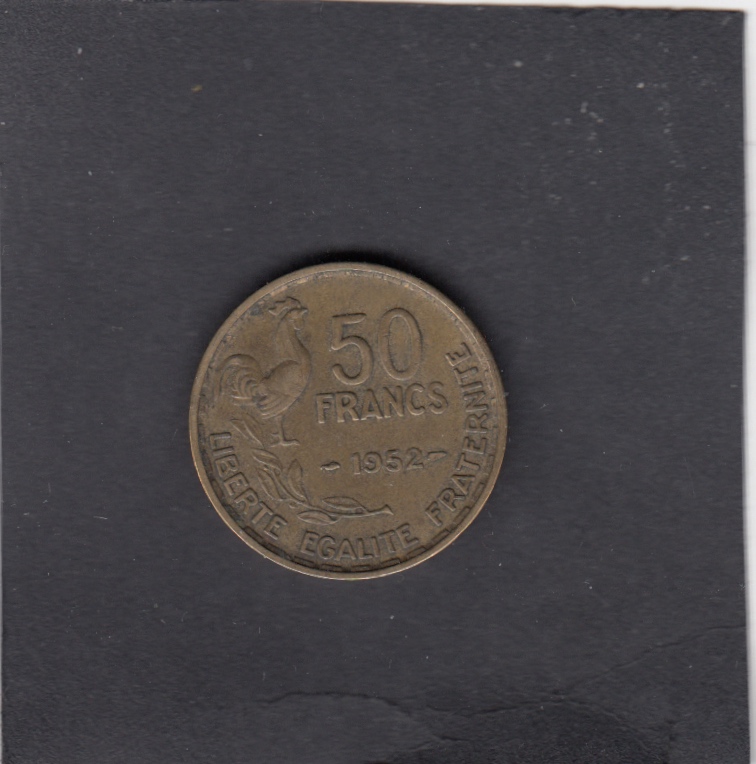 50
FRANCS
- 1952 -
LIBERTE EGALITE FRATERNITE